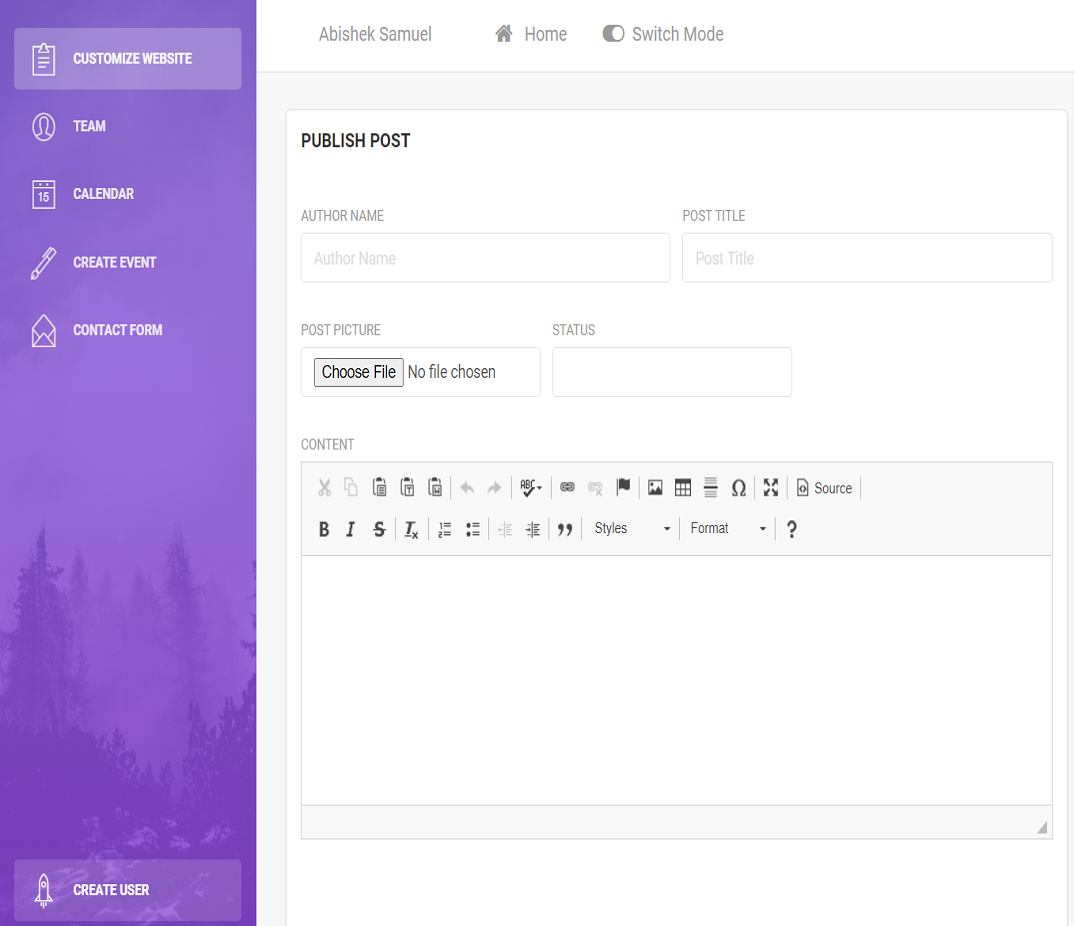 Abishek Samuel Home Switch Mode
CUSTOMIZE WEBSITE
TEAM
15 CALENDAR
CREATE EVENT
CONTACT FORM
CREATE USER
PUBLISH POST
AUTHOR NAME POST TITLE
Author Name Post Title
POST PICTURE STATUS
Choose File No file chosen
CONTENT
ABC Ω Source
B I S Tx Styles Format ?